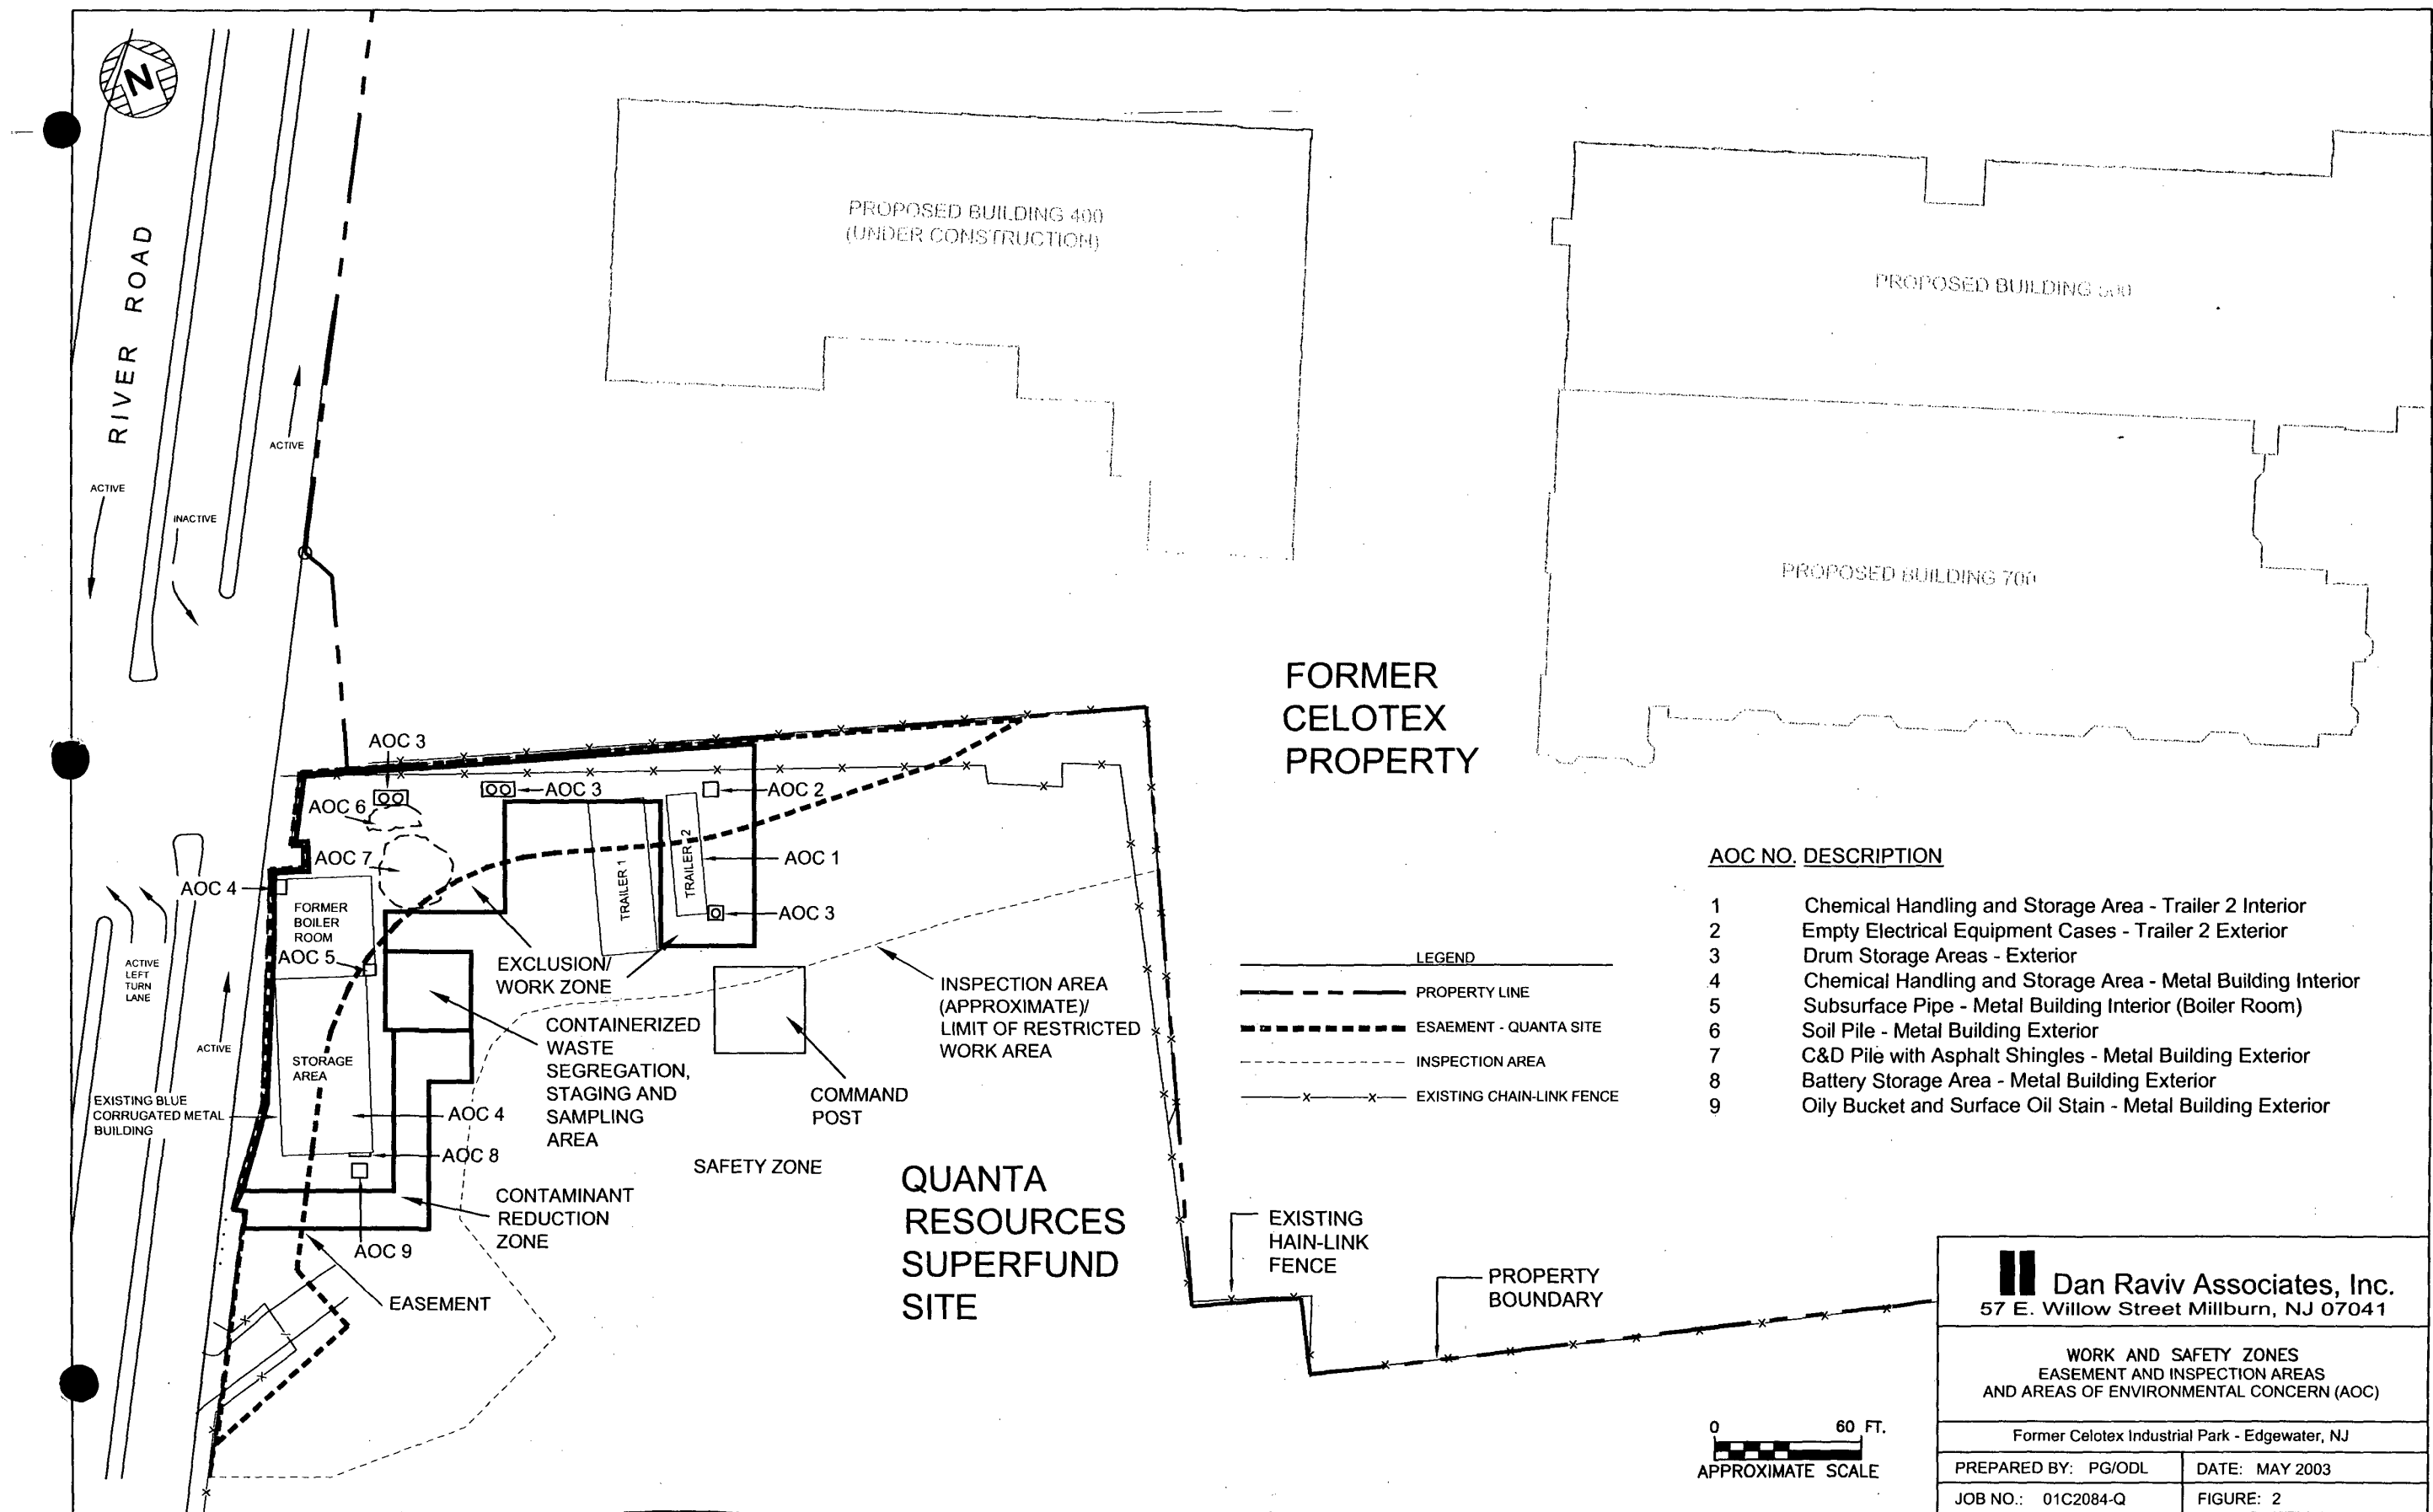 N
RIVER ROAD
ACTIVE
ACTIVE
INACTIVE
PROPOSED BUILDING 400
(UNDER CONSTRUCTION)
PROPOSED BUILDING
PROPOSED BUILDING 700
FORMER
CELOTEX
PROPERTY
AOC 3
AOC 6
AOC 3
AOC 2
AOC 7
AOC 4
TRAILER 1
TRAILER 2
AOC 1
AOC 3
FORMER
BOILER
ROOM
AOC 5
ACTIVE
LEFT
TURN
LANE
ACTIVE
STORAGE
AREA
EXISTING BLUE
CORRUGATED METAL
BUILDING
EXCLUSION/
WORK ZONE
CONTAINERIZED
WASTE
SEGREGATION,
STAGING AND
SAMPLING
AREA
AOC 4
AOC 8
AOC 9
CONTAMINANT
REDUCTION
ZONE
EASEMENT
INSPECTION AREA
(APPROXIMATE)/
LIMIT OF RESTRICTED
WORK AREA
COMMAND
POST
SAFETY ZONE
QUANTA
RESOURCES
SUPERFUND
SITE
EXISTING
HAIN-LINK
FENCE
PROPERTY
BOUNDARY
LEGEND
PROPERTY LINE
ESAEMENT - QUANTA SITE
INSPECTION AREA
EXISTING CHAIN-LINK FENCE
AOC NO. DESCRIPTION
1 Chemical Handling and Storage Area - Trailer 2 Interior
2 Empty Electrical Equipment Cases - Trailer 2 Exterior
3 Drum Storage Areas - Exterior
4 Chemical Handling and Storage Area - Metal Building Interior
5 Subsurface Pipe - Metal Building Interior (Boiler Room)
6 Soil Pile - Metal Building Exterior
7 C&D Pile with Asphalt Shingles - Metal Building Exterior
8 Battery Storage Area - Metal Building Exterior
9 Oily Bucket and Surface Oil Stain - Metal Building Exterior
0 60 FT.
APPROXIMATE SCALE
Dan Raviv Associates, Inc.
57 E. Willow Street Millburn, NJ 07041
WORK AND SAFETY ZONES
EASEMENT AND INSPECTION AREAS
AND AREAS OF ENVIRONMENTAL CONCERN (AOC)
Former Celotex Industrial Park - Edgewater, NJ
PREPARED BY: PG/ODL
DATE: MAY 2003
JOB NO.: 01C2084-Q
FIGURE: 2